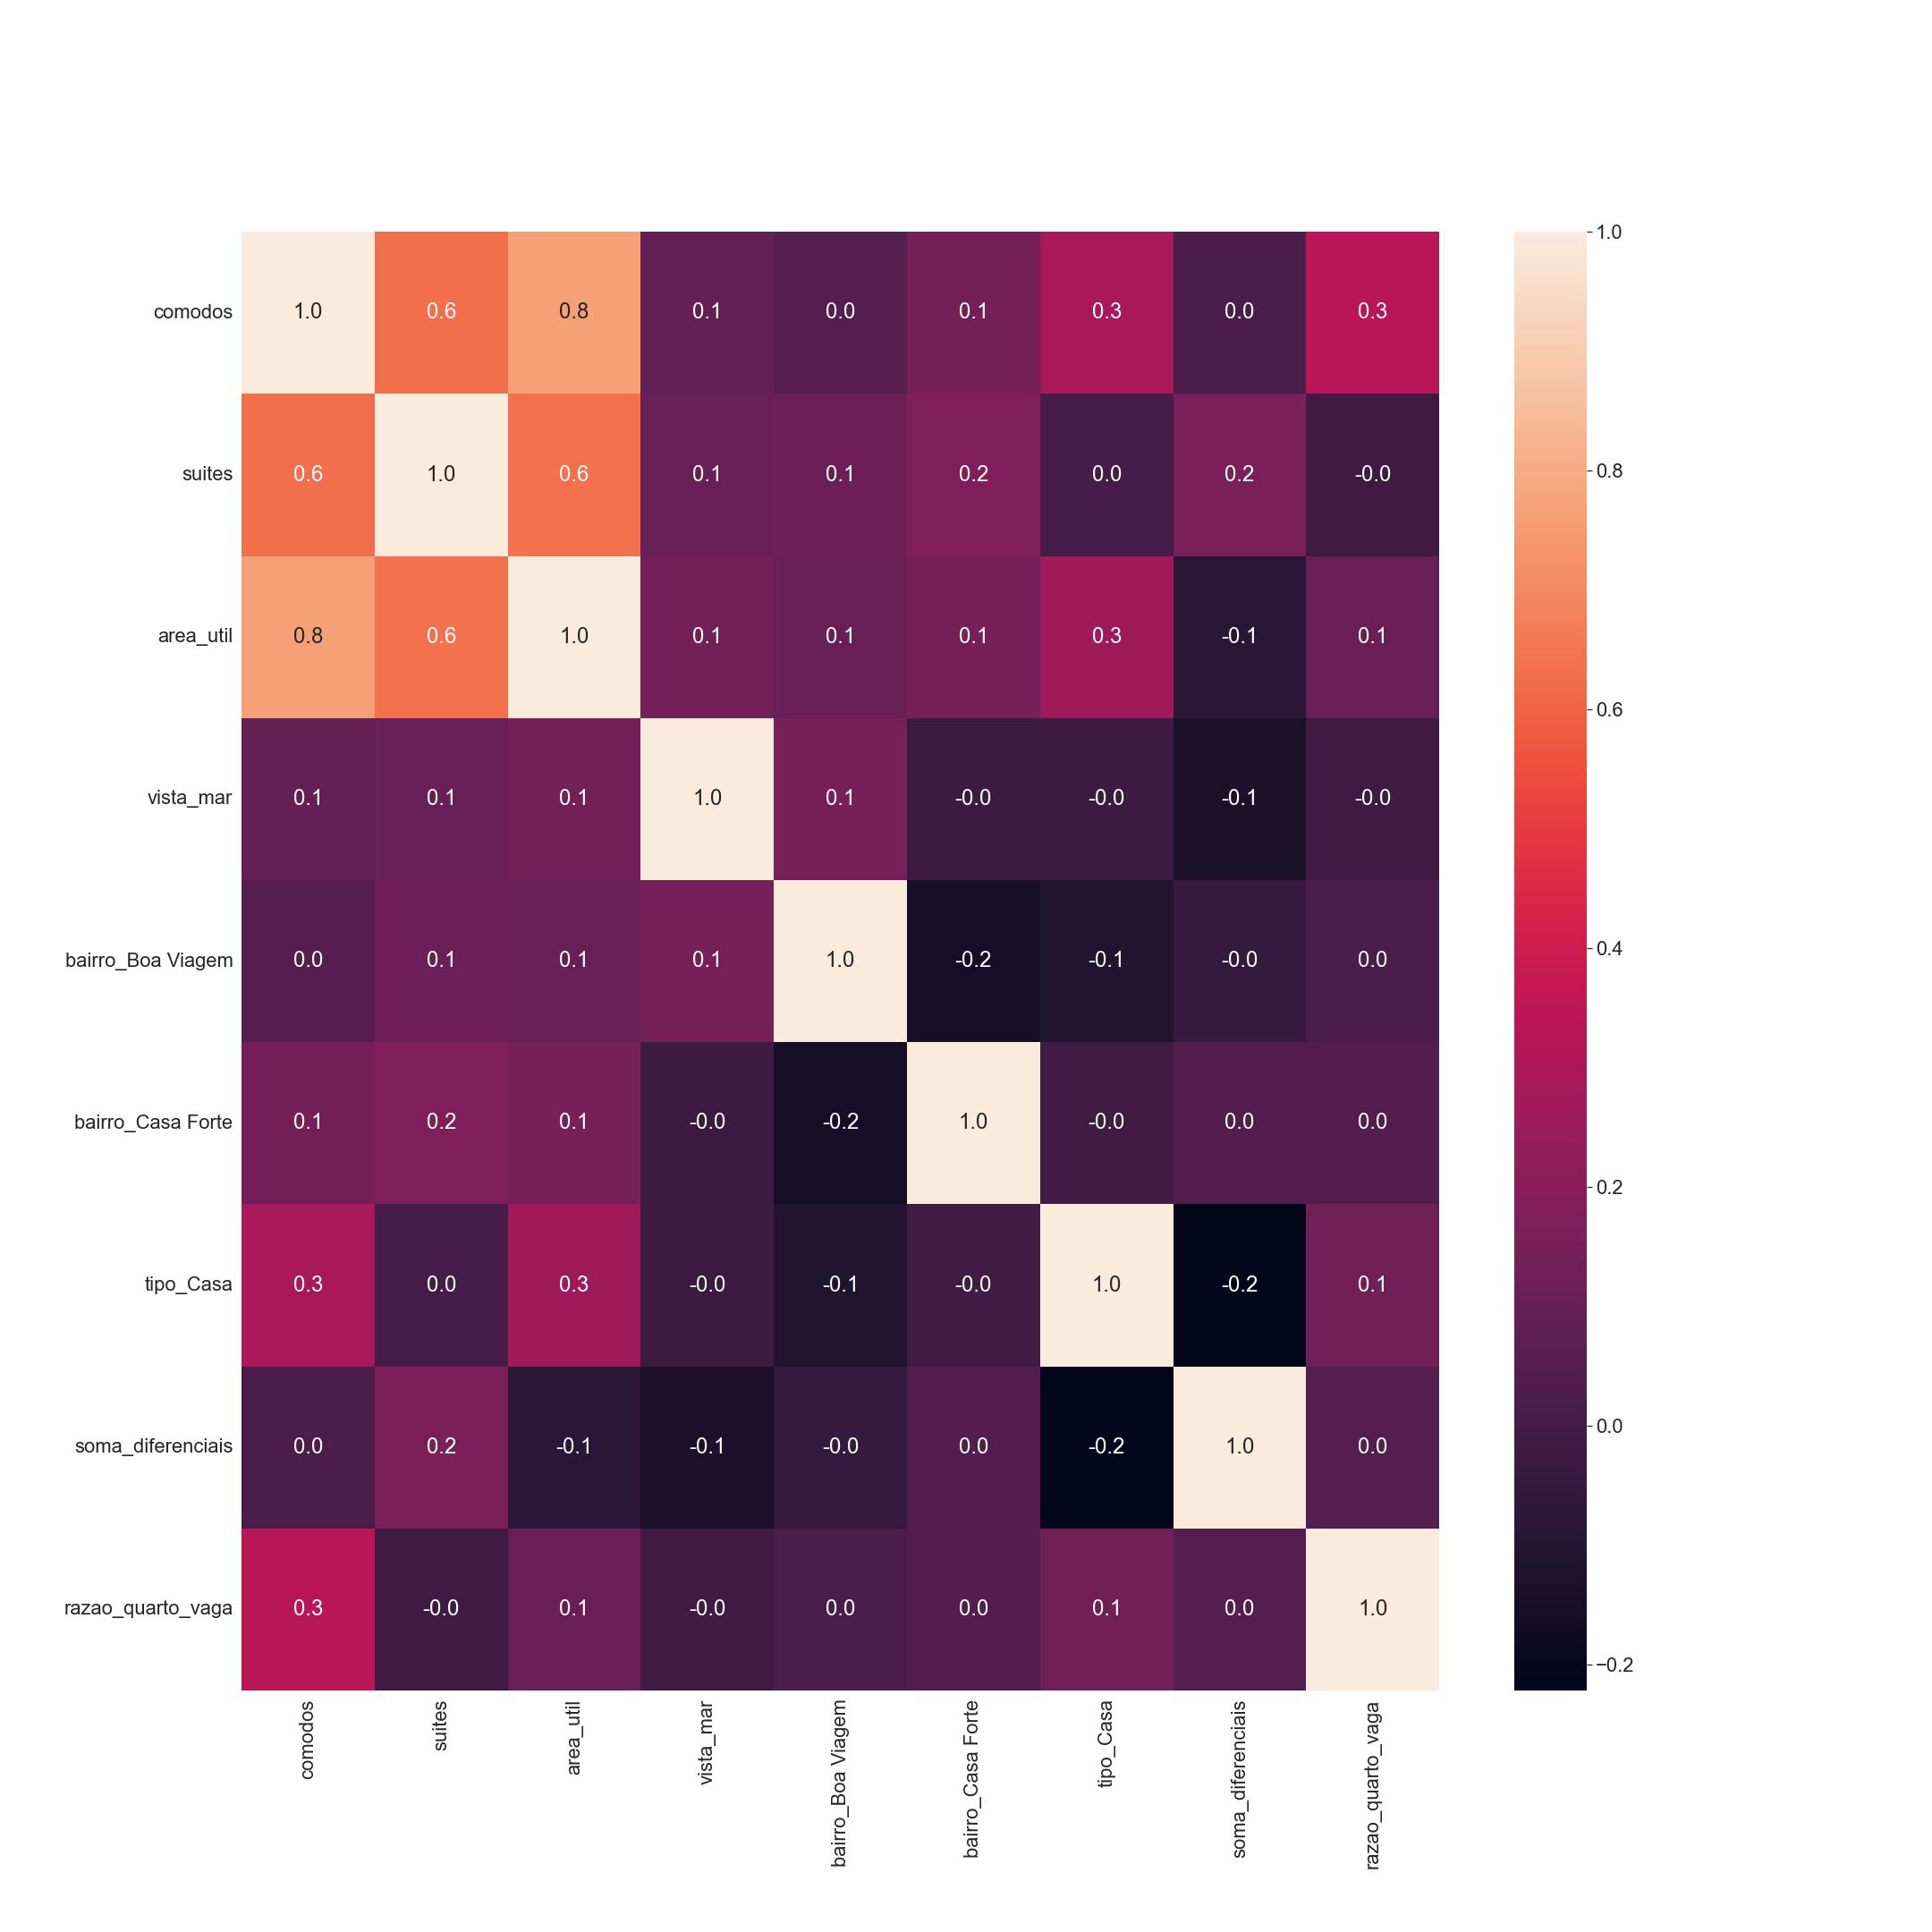 comodos 1.0 0.6 0.8 0.1 0.0 0.1 0.3 0.0 0.3
suites 0.6 1.0 0.6 0.1 0.1 0.2 0.0 0.2 -0.0
area_util 0.8 0.6 1.0 0.1 0.1 0.1 0.3 -0.1 0.1
vista_mar 0.1 0.1 0.1 1.0 0.1 -0.0 -0.0 -0.1 -0.0
bairro_Boa Viagem 0.0 0.1 0.1 0.1 1.0 -0.2 -0.1 -0.0 0.0
bairro_Casa Forte 0.1 0.2 0.1 -0.0 -0.2 1.0 -0.0 0.0 0.0
tipo_Casa 0.3 0.0 0.3 -0.0 -0.1 -0.0 1.0 -0.2 0.1
soma_diferenciais 0.0 0.2 -0.1 -0.1 -0.0 0.0 -0.2 1.0 0.0
razao_quarto_vaga 0.3 -0.0 0.1 -0.0 0.0 0.0 0.1 0.0 1.0
comodos
suites
area_util
vista_mar
bairro_Boa Viagem
bairro_Casa Forte
tipo_Casa
soma_diferenciais
razao_quarto_vaga
1.0
0.8
0.6
0.4
0.2
0.0
−0.2